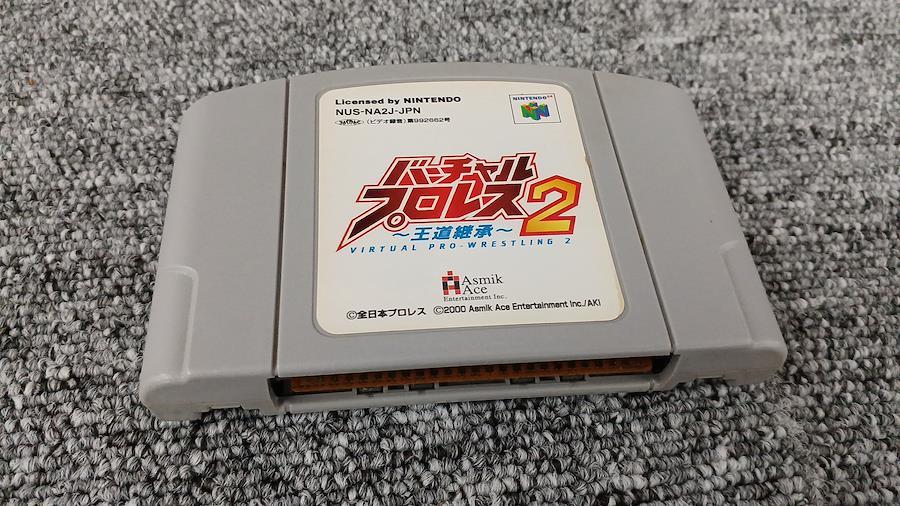 Licensed by NINTENDO
NUS-NA2J-JPN
(ビデオ録音)第992662号
NINTENDO 64
バーチャル
プロレス2
～王道継承～
VIRTUAL PRO-WRESTLING 2
Asmik
Ace
Entertainment Inc.
©全日本プロレス ©2000 Asmik Ace Entertainment Inc./AKI